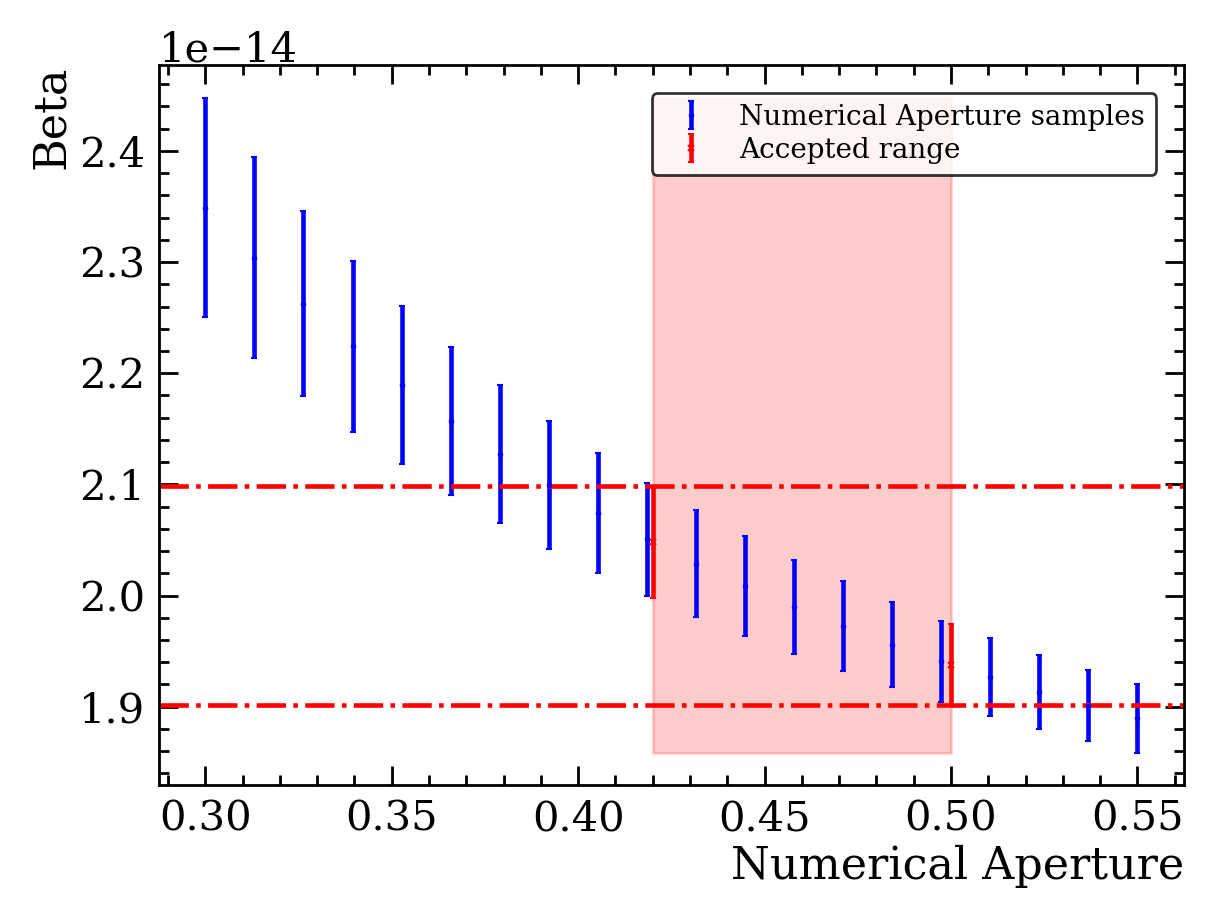 1e−14
Beta
Numerical Aperture samples
Accepted range
2.4
2.3
2.2
2.1
2.0
1.9
0.30 0.35 0.40 0.45 0.50 0.55
Numerical Aperture